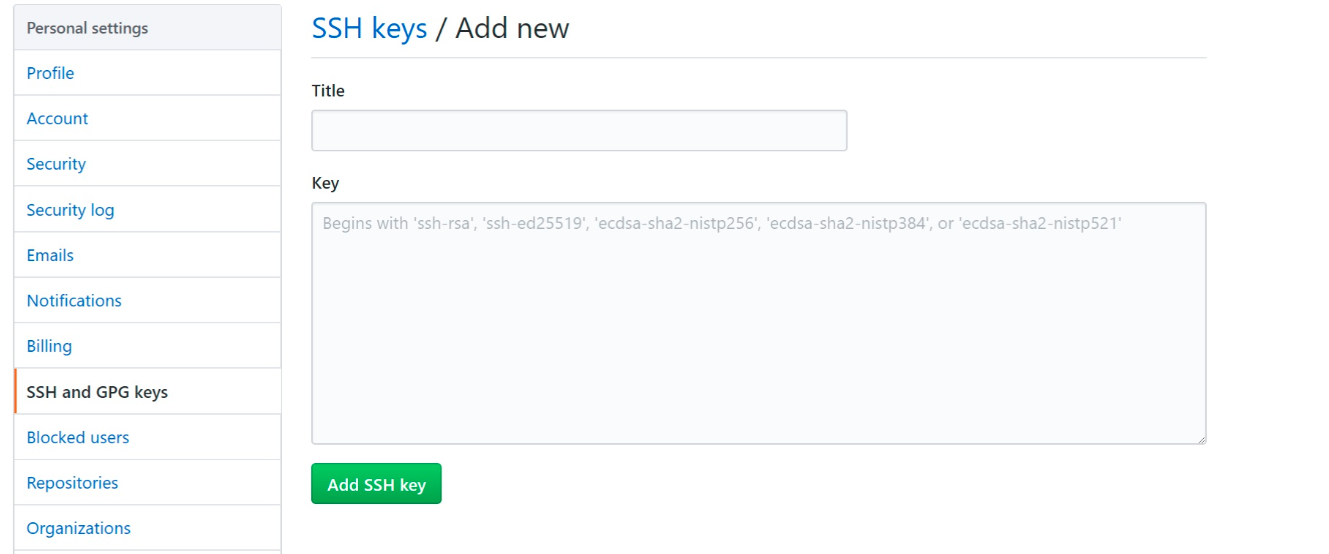 Personal settings
Profile
Account
Security
Security log
Emails
Notifications
Billing
SSH and GPG keys
Blocked users
Repositories
Organizations
SSH keys / Add new
Title
Key
Begins with 'ssh-rsa', 'ssh-ed25519', 'ecdsa-sha2-nistp256', 'ecdsa-sha2-nistp384', or 'ecdsa-sha2-nistp521'
Add SSH key